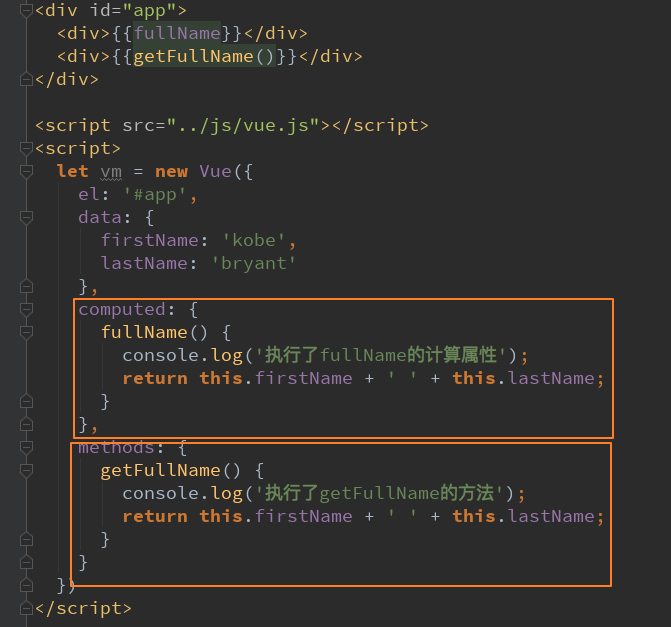 <div id="app">
  <div>{{fullName}}</div>
  <div>{{getFullName()}}</div>
</div>

<script src="../js/vue.js"></script>
<script>
  let vm = new Vue({
    el: '#app',
    data: {
      firstName: 'kobe',
      lastName: 'bryant'
    },
    computed: {
      fullName() {
        console.log('执行了fullName的计算属性');
        return this.firstName + ' ' + this.lastName;
      }
    },
    methods: {
      getFullName() {
        console.log('执行了getFullName的方法');
        return this.firstName + ' ' + this.lastName;
      }
    }
  })
</script>